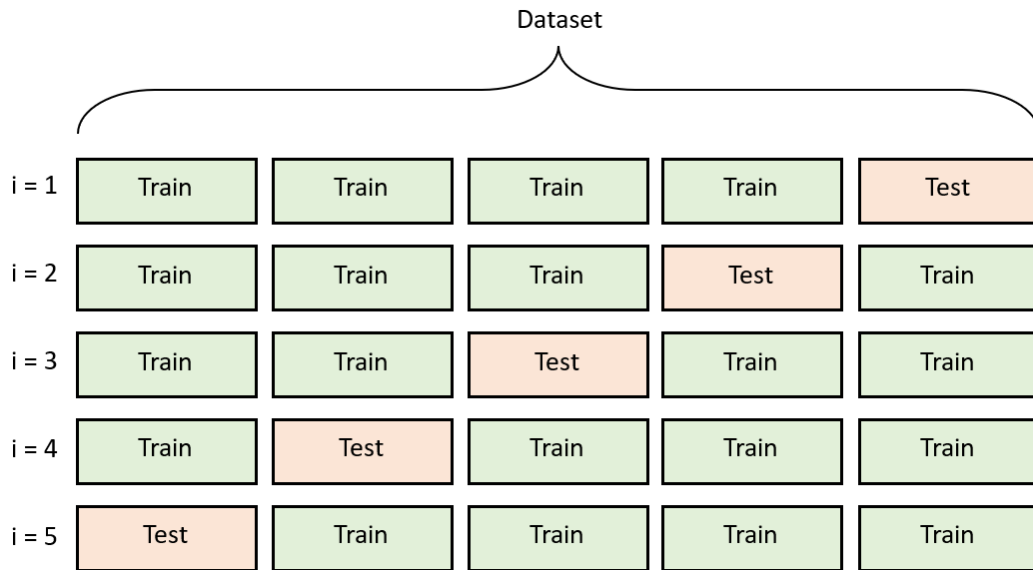 Dataset
i = 1 Train Train Train Train Test
i = 2 Train Train Train Test Train
i = 3 Train Train Test Train Train
i = 4 Train Test Train Train Train
i = 5 Test Train Train Train Train